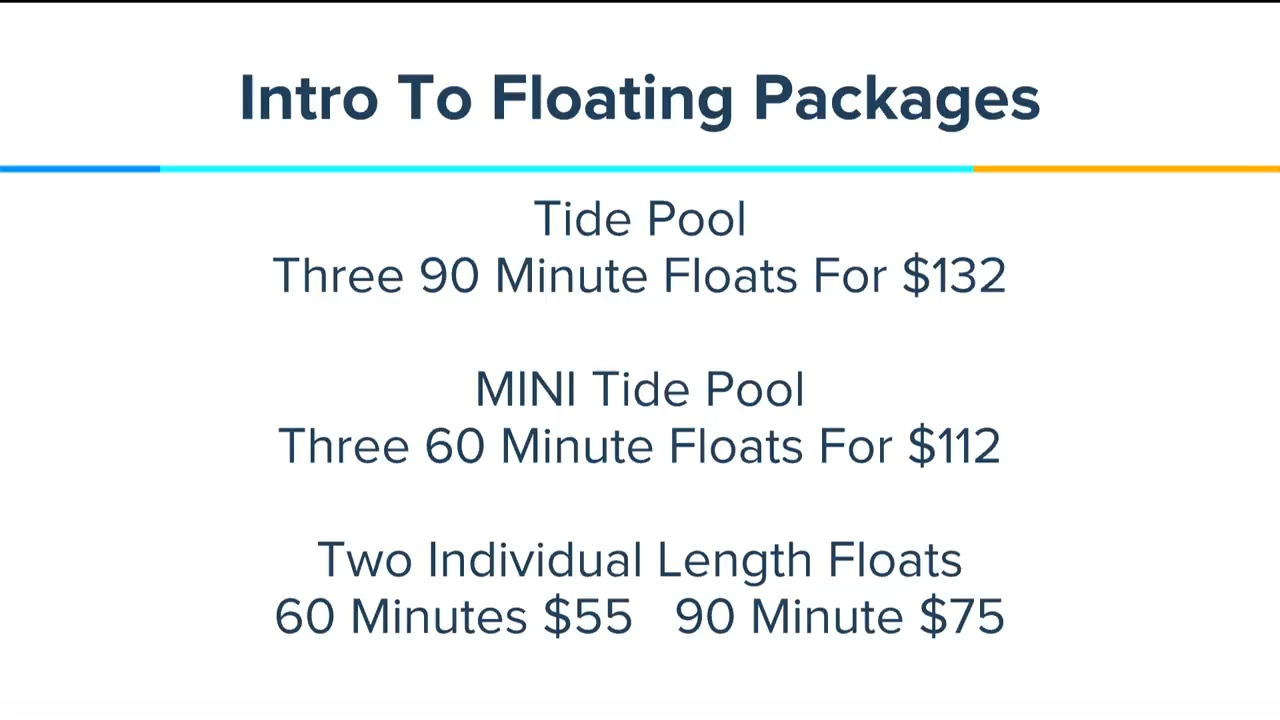 Intro To Floating Packages
Tide Pool
Three 90 Minute Floats For $132
MINI Tide Pool
Three 60 Minute Floats For $112
Two Individual Length Floats
60 Minutes $55 90 Minute $75